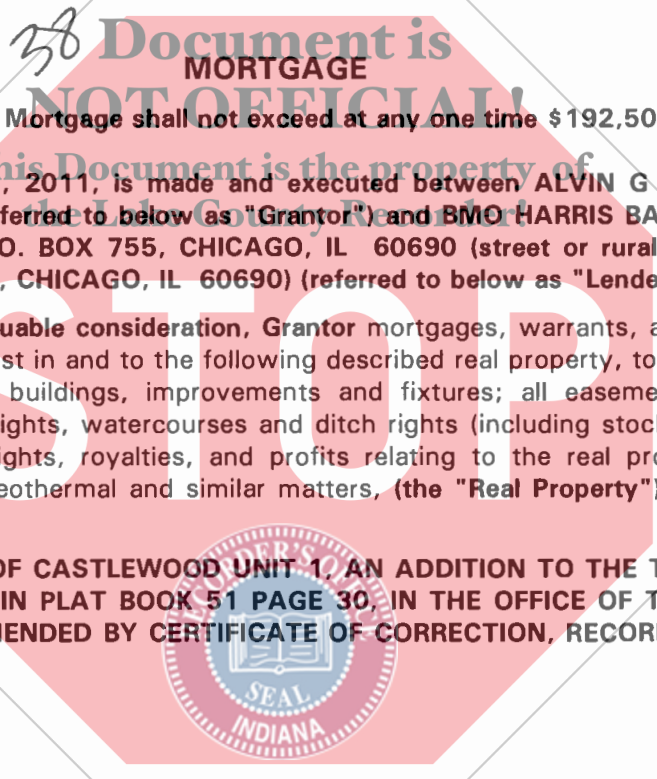 38 Document is
MORTGAGE
NOT OFFICIAL!
Mortgage shall not exceed at any one time $192,50
his Document is the property of
, 2011, is made and executed between ALVIN G
the Lake County Recorder!
ferred to below as "Grantor") and BMO HARRIS BA
O. BOX 755, CHICAGO, IL 60690 (street or rural
, CHICAGO, IL 60690) (referred to below as "Lende
STOP
uable consideration, Grantor mortgages, warrants, a
st in and to the following described real property, to
buildings, improvements and fixtures; all easeme
ights, watercourses and ditch rights (including stoc
ights, royalties, and profits relating to the real pro
eothermal and similar matters, (the "Real Property")
OF CASTLEWOOD UNIT 1, AN ADDITION TO THE T
IN PLAT BOOK 51 PAGE 30, IN THE OFFICE OF T
MENDED BY CERTIFICATE OF CORRECTION, RECOR
RECORDER'S OFFICE
SEAL
INDIANA